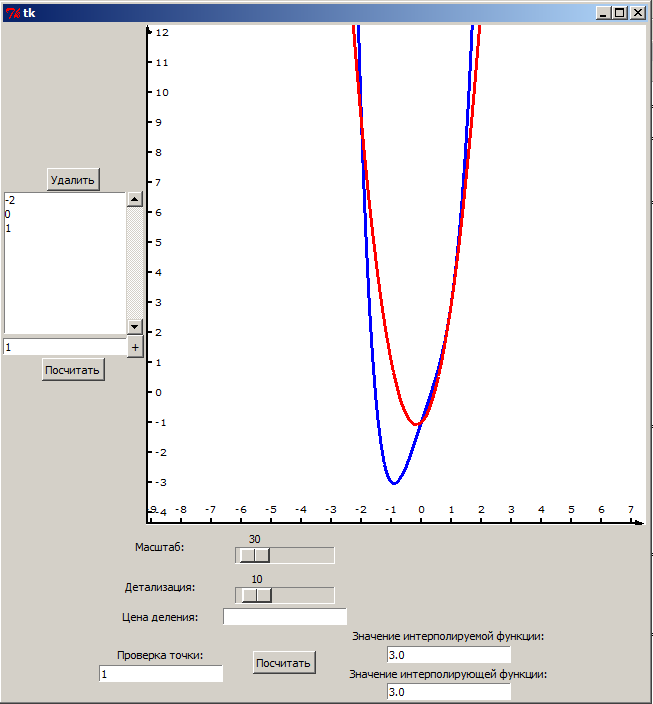 tk
12
11
10
9
8
7
6
5
4
3
2
1
0
-1
-2
-3
-4
-9 -8 -7 -6 -5 -4 -3 -2 -1 0 1 2 3 4 5 6 7
Удалить
-2
0
1
1 +
Посчитать
Масштаб: 30
Детализация: 10
Цена деления:
Проверка точки:
1
Посчитать
Значение интерполируемой функции:
3.0
Значение интерполирующей функции:
3.0